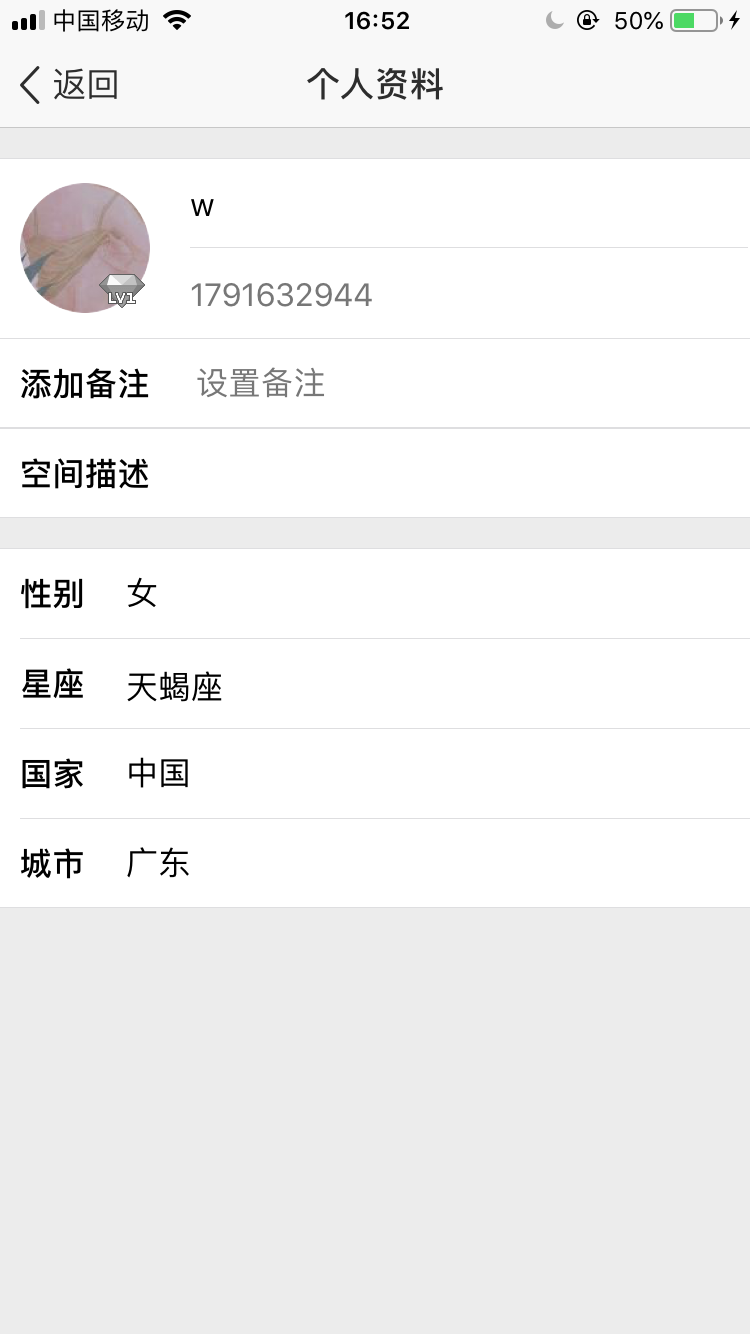 中国移动 16:52 50%
返回 个人资料
w
LV1
1791632944
添加备注 设置备注
空间描述
性别 女
星座 天蝎座
国家 中国
城市 广东